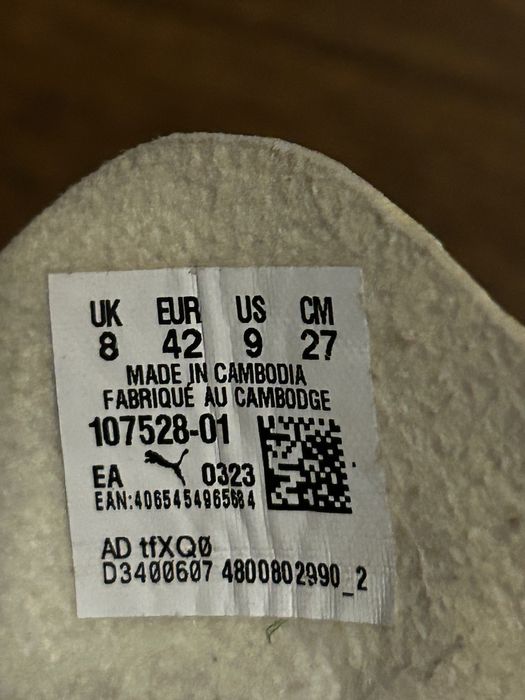 UK EUR US CM
8 42 9 27
MADE IN CAMBODIA
FABRIQUÉ AU CAMBODGE
107528-01
EA 0323
EAN:4065454965684
AD tfXQ0
D3400607 4800802990_2